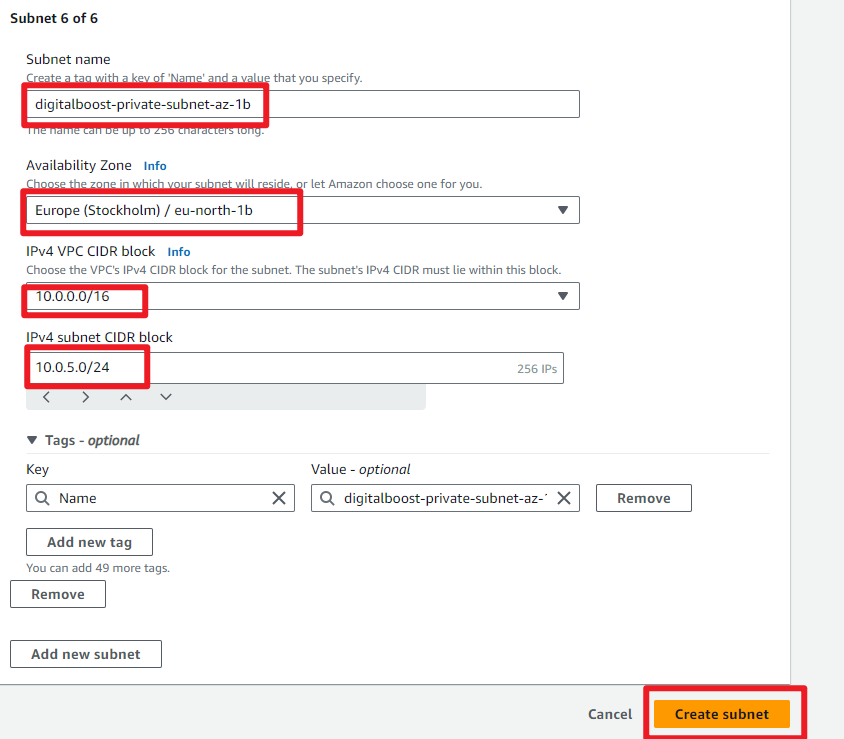 Subnet 6 of 6
Subnet name
Create a tag with a key of 'Name' and a value that you specify.
digitalboost-private-subnet-az-1b
The name can be up to 256 characters long.
Availability Zone Info
Choose the zone in which your subnet will reside, or let Amazon choose one for you.
Europe (Stockholm) / eu-north-1b
IPv4 VPC CIDR block Info
Choose the VPC's IPv4 CIDR block for the subnet. The subnet's IPv4 CIDR must lie within this block.
10.0.0.0/16
IPv4 subnet CIDR block
10.0.5.0/24 256 IPs
Tags - optional
Key Value - optional
Name digitalboost-private-subnet-az- Remove
Add new tag
You can add 49 more tags.
Remove
Add new subnet
Cancel Create subnet